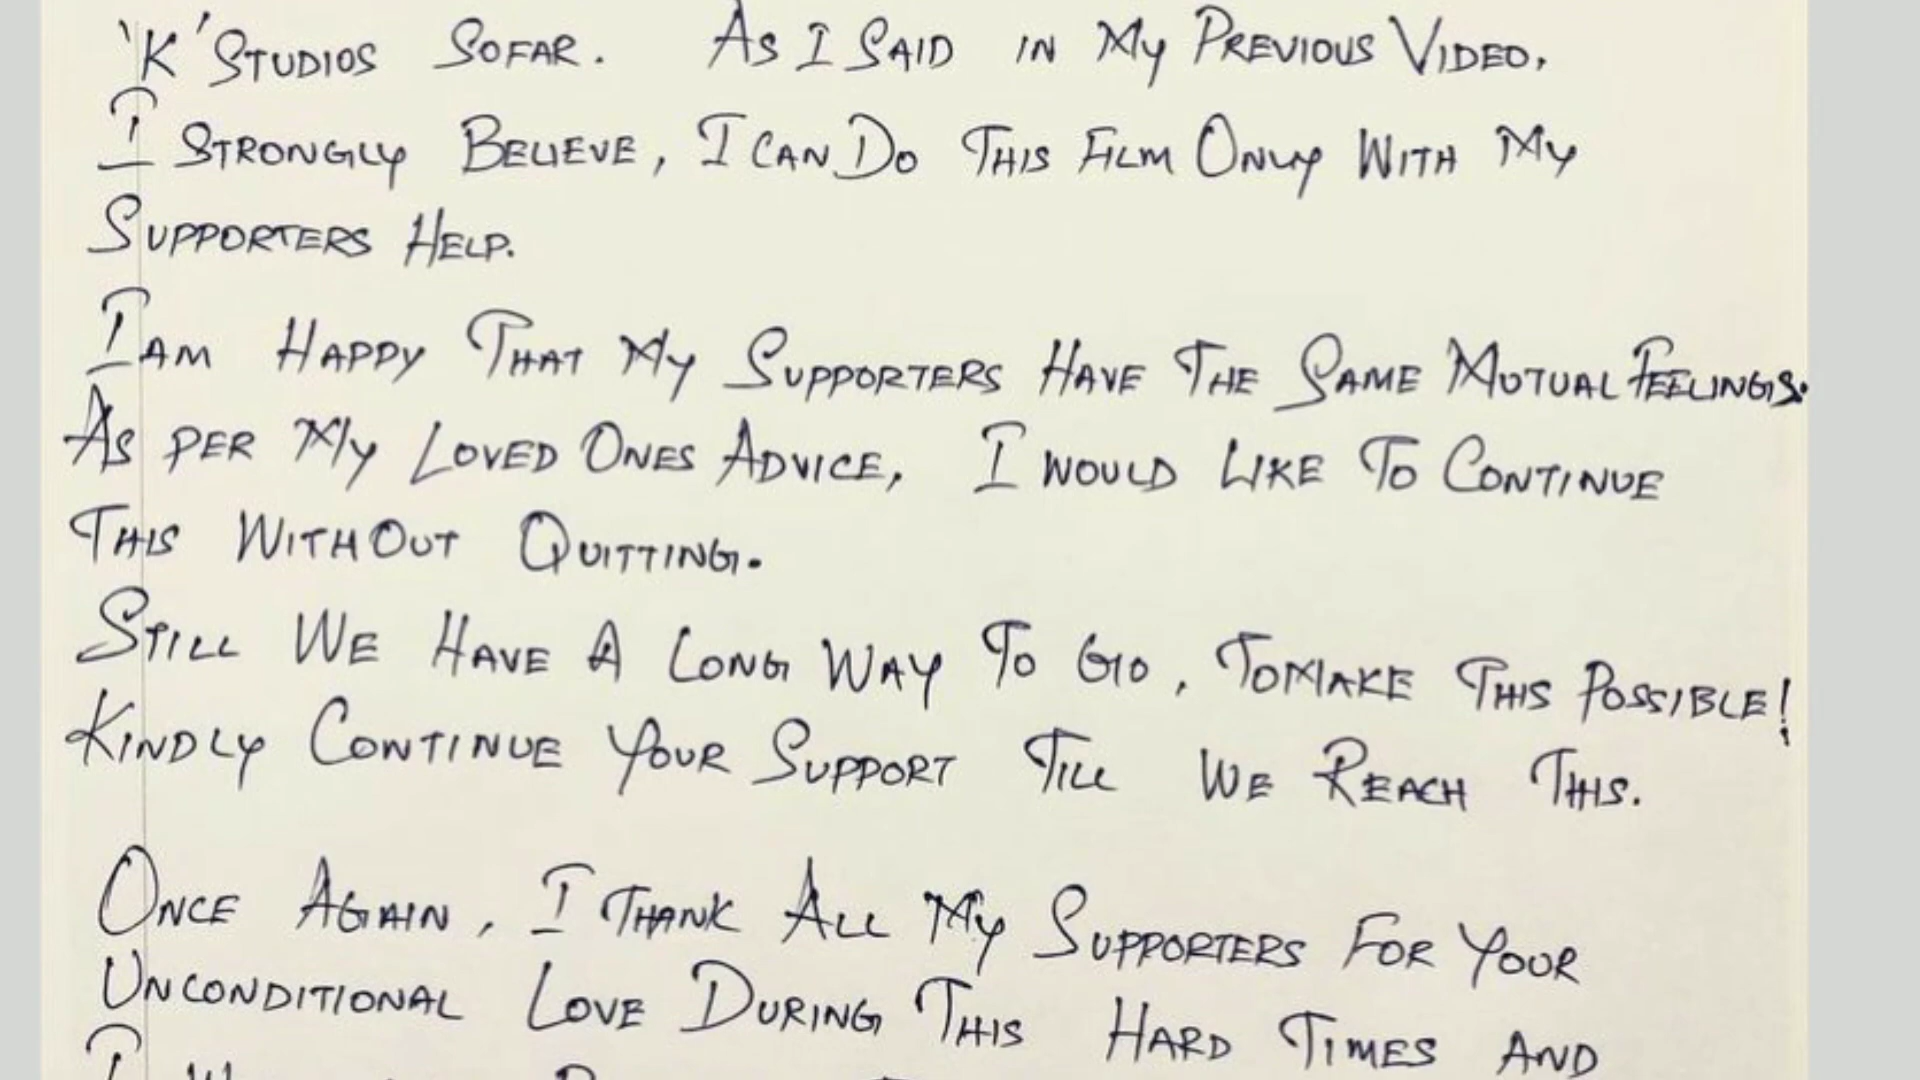 'K' STUDIOS SOFAR. AS I SAID IN MY PREVIOUS VIDEO,
I STRONGLY BELIEVE, I CAN DO THIS FILM ONLY WITH MY
SUPPORTERS HELP.
I AM HAPPY THAT MY SUPPORTERS HAVE THE SAME MUTUAL FEELINGS.
AS PER MY LOVED ONES ADVICE, I WOULD LIKE TO CONTINUE
THIS WITHOUT QUITTING.
STILL WE HAVE A LONG WAY TO GO, TOMAKE THIS POSSIBLE!
KINDLY CONTINUE YOUR SUPPORT TILL WE REACH THIS.
ONCE AGAIN, I THANK ALL MY SUPPORTERS FOR YOUR
UNCONDITIONAL LOVE DURING THIS HARD TIMES AND
I